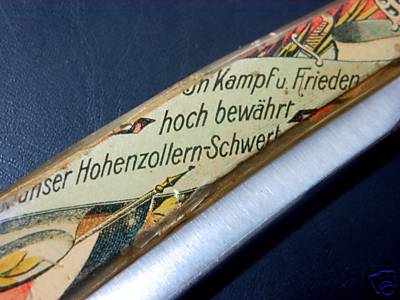 In Kampf u. Frieden
hoch bewährt
unser Hohenzollern-Schwert